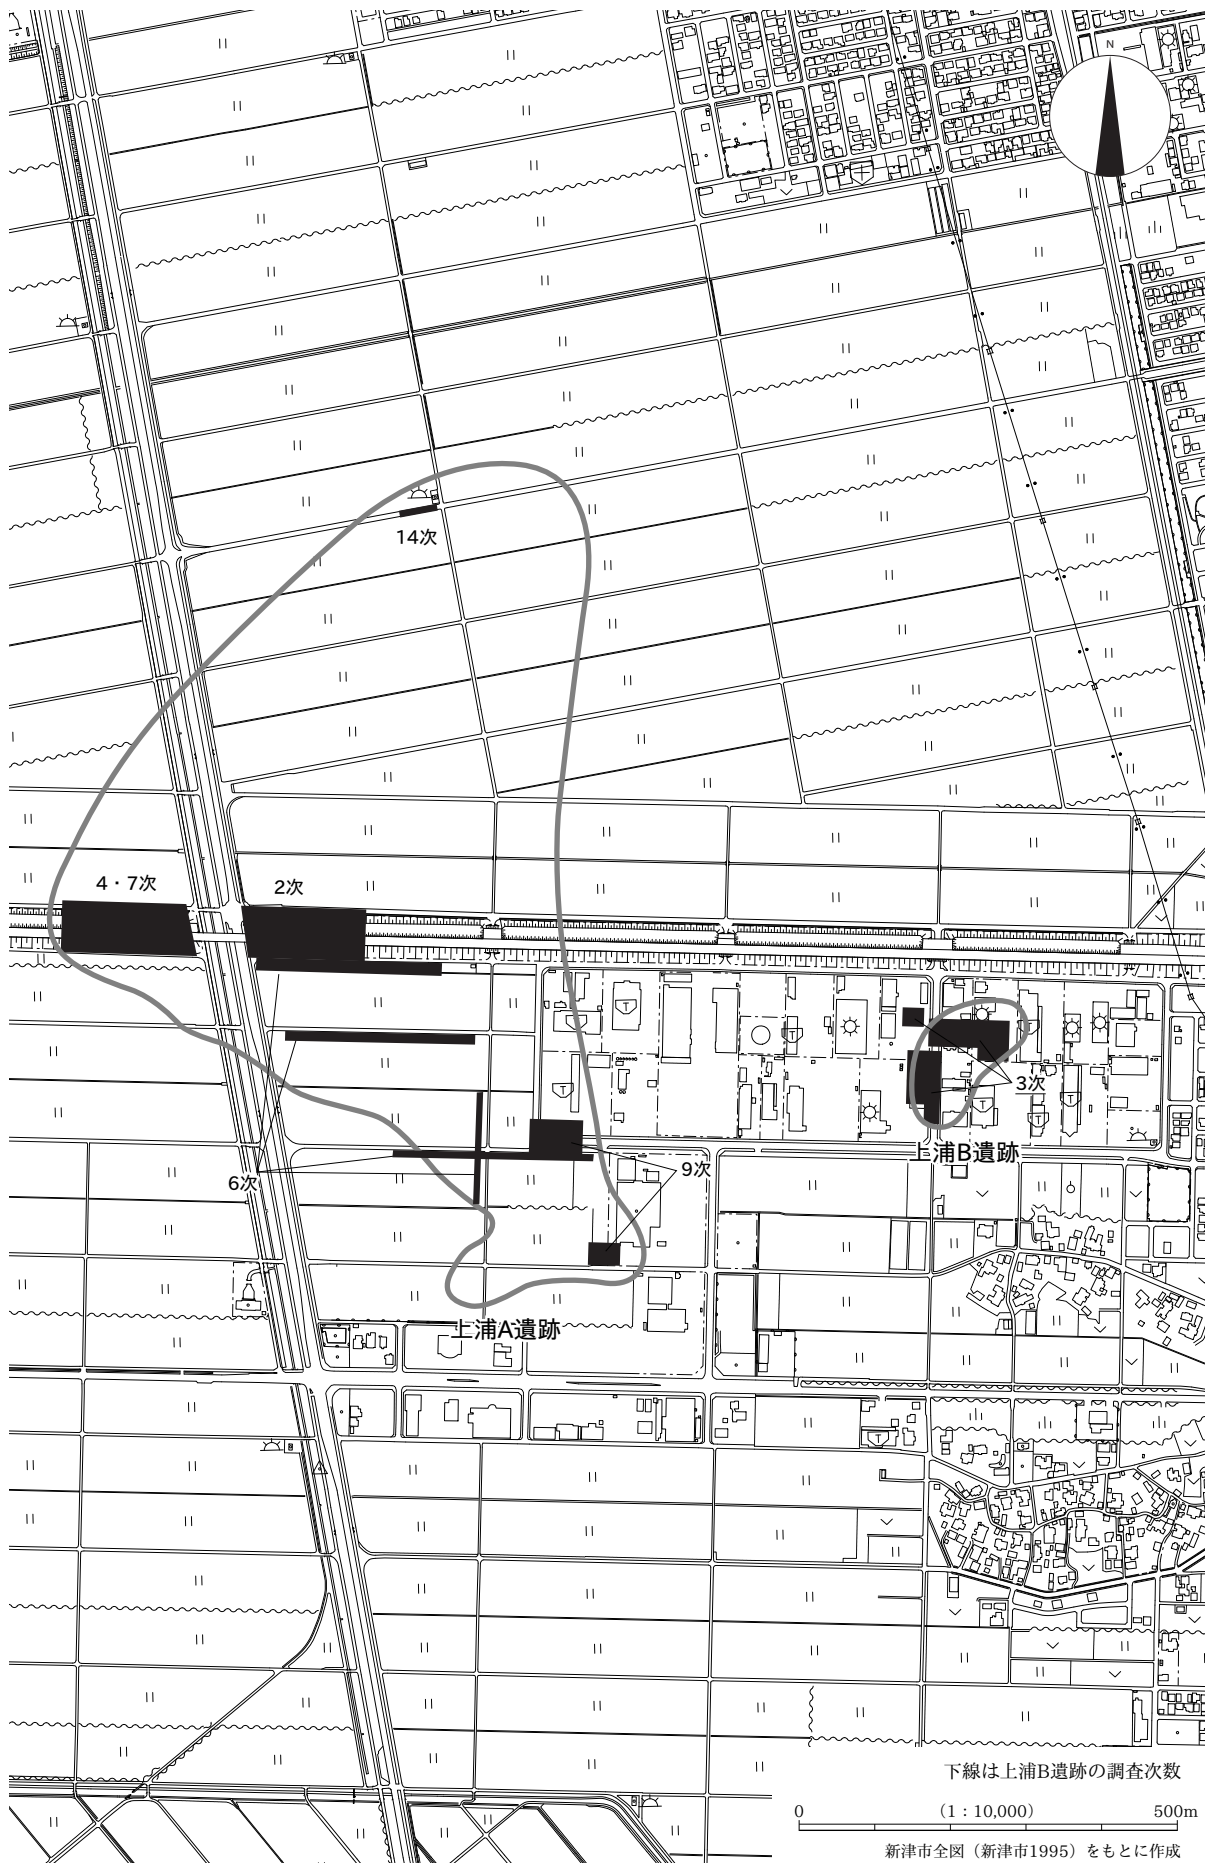 N
14次
4・7次
2次
3次
上浦B遺跡
9次
6次
上浦A遺跡
下線は上浦B遺跡の調査次数
0 (1:10,000) 500m
新津市全図（新津市1995）をもとに作成